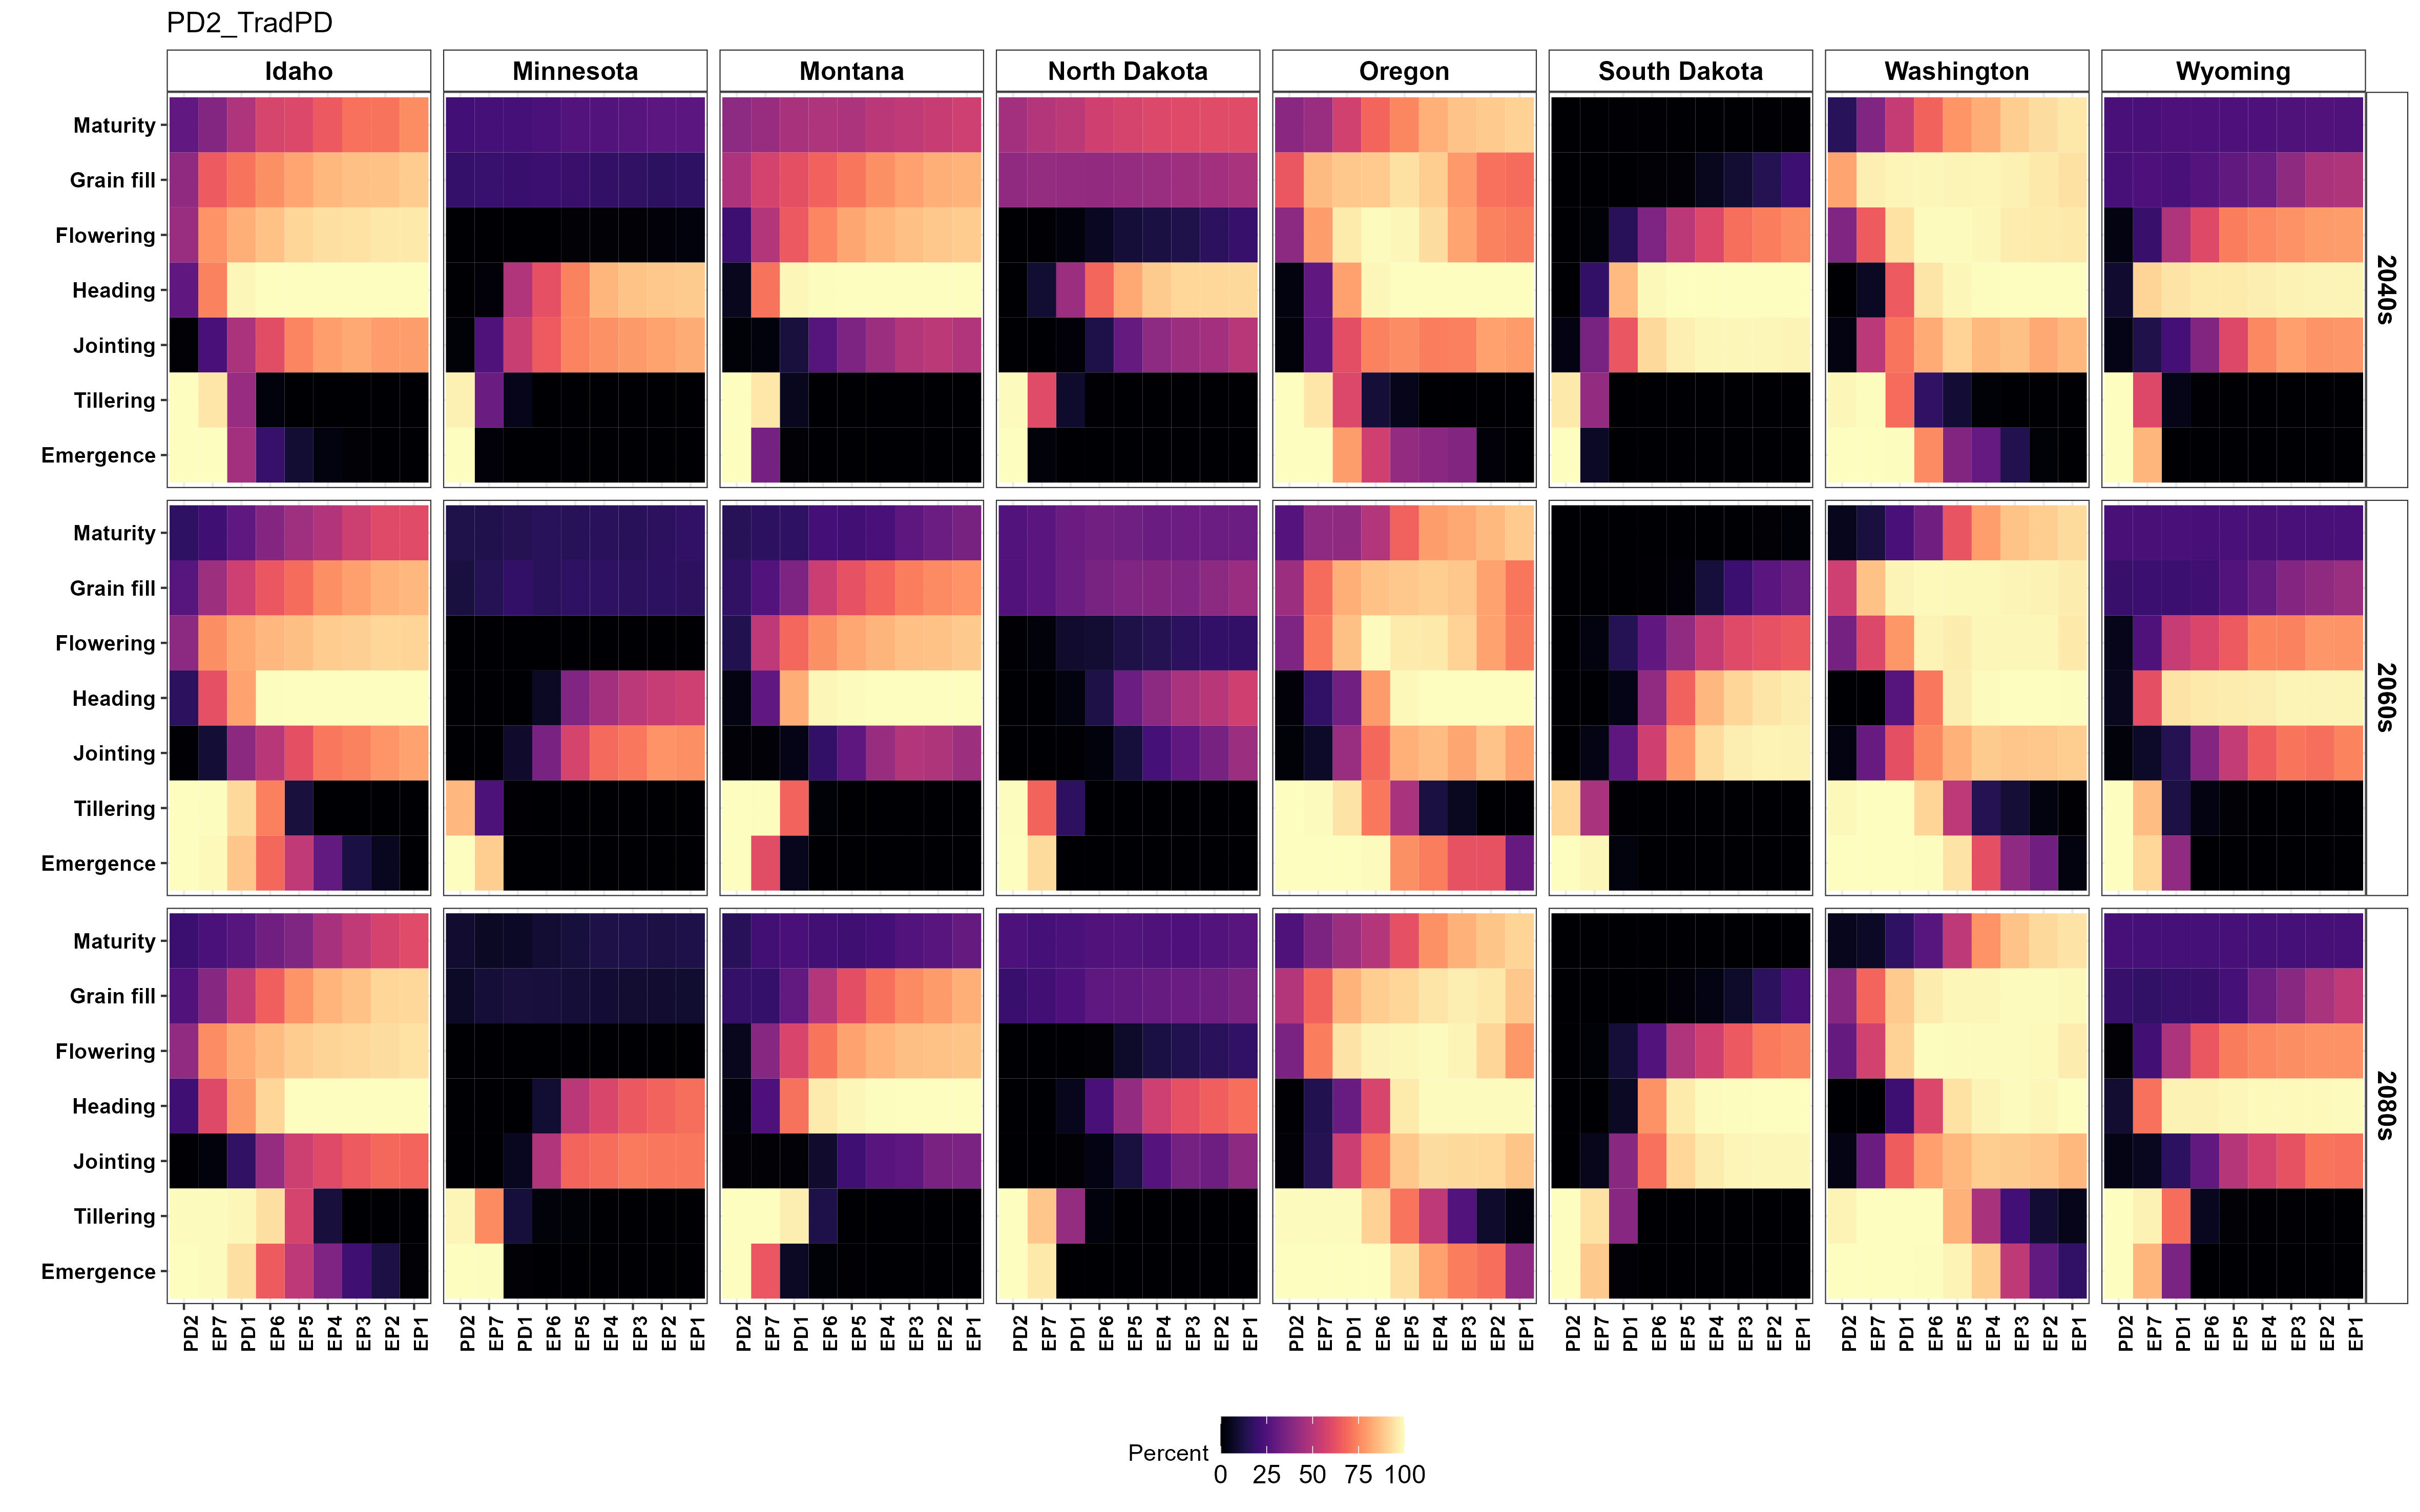 PD2_TradPD
Idaho Minnesota Montana North Dakota Oregon South Dakota Washington Wyoming
Maturity
Grain fill
Flowering
Heading
Jointing
Tillering
Emergence
2040s
Maturity
Grain fill
Flowering
Heading
Jointing
Tillering
Emergence
2060s
Maturity
Grain fill
Flowering
Heading
Jointing
Tillering
Emergence
2080s
PD2 EP7 PD1 EP6 EP5 EP4 EP3 EP2 EP1 PD2 EP7 PD1 EP6 EP5 EP4 EP3 EP2 EP1 PD2 EP7 PD1 EP6 EP5 EP4 EP3 EP2 EP1 PD2 EP7 PD1 EP6 EP5 EP4 EP3 EP2 EP1 PD2 EP7 PD1 EP6 EP5 EP4 EP3 EP2 EP1 PD2 EP7 PD1 EP6 EP5 EP4 EP3 EP2 EP1 PD2 EP7 PD1 EP6 EP5 EP4 EP3 EP2 EP1 PD2 EP7 PD1 EP6 EP5 EP4 EP3 EP2 EP1
Percent
0 25 50 75 100